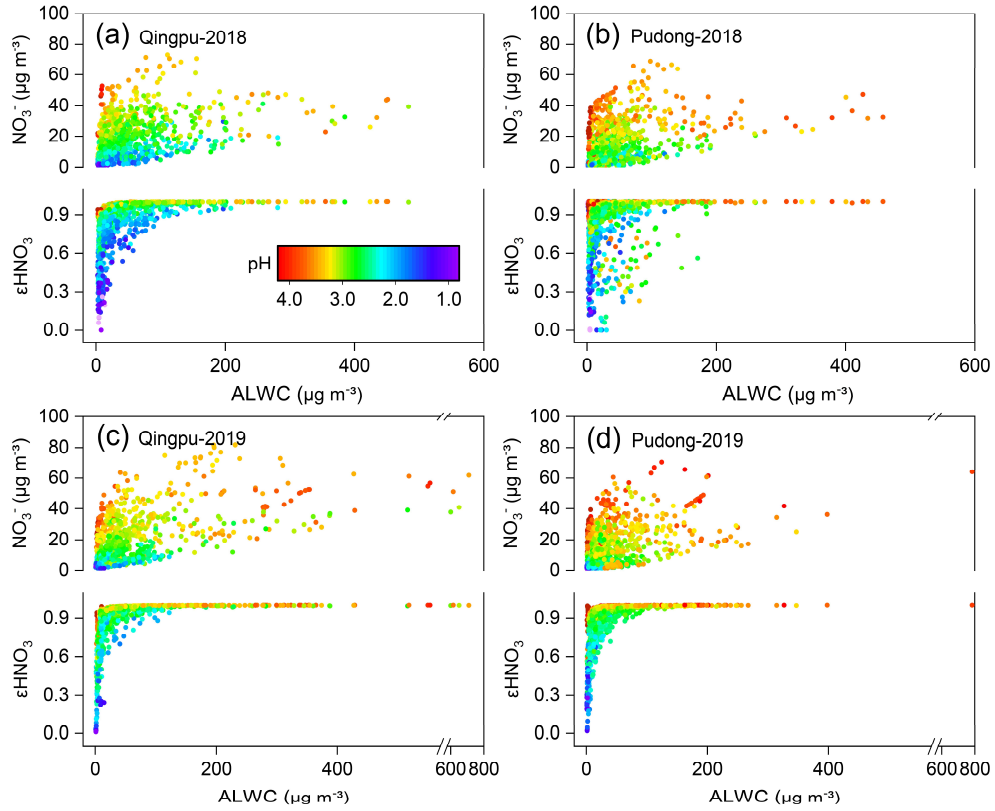 (a) Qingpu-2018
NO₃⁻ (µg m⁻³)
100
80
60
40
20
0
εHNO₃
0.9
0.6
0.3
0.0
pH
4.0 3.0 2.0 1.0
0 200 400 600
ALWC (µg m⁻³)
(b) Pudong-2018
NO₃⁻ (µg m⁻³)
100
80
60
40
20
0
εHNO₃
0.9
0.6
0.3
0.0
0 200 400 600
ALWC (µg m⁻³)
(c) Qingpu-2019
NO₃⁻ (µg m⁻³)
100
80
60
40
20
0
εHNO₃
0.9
0.6
0.3
0.0
0 200 400 600 800
ALWC (µg m⁻³)
(d) Pudong-2019
NO₃⁻ (µg m⁻³)
100
80
60
40
20
0
εHNO₃
0.9
0.6
0.3
0.0
0 200 400 600 800
ALWC (µg m⁻³)